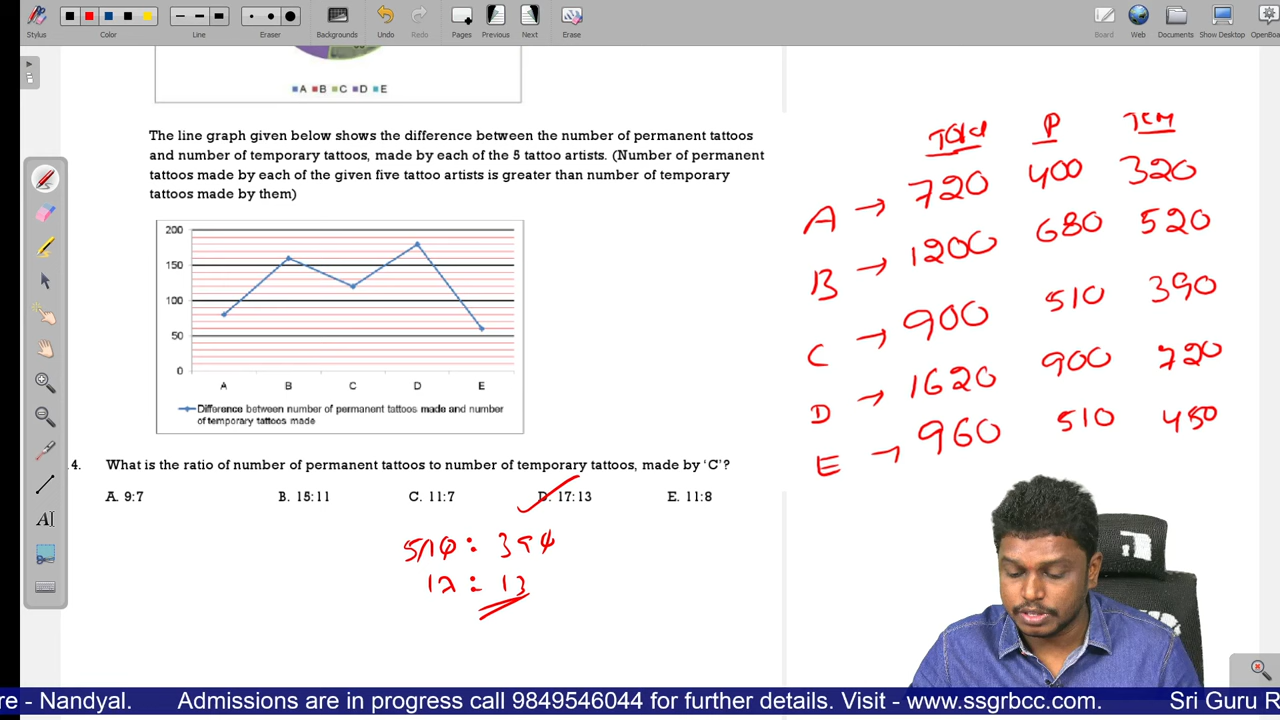 Stylus Color Line Eraser Backgrounds Undo Redo Pages Previous Next Erase Board Web Documents Show Desktop OpenBoa
A B C D E
The line graph given below shows the difference between the number of permanent tattoos
and number of temporary tattoos, made by each of the 5 tattoo artists. (Number of permanent
tattoos made by each of the given five tattoo artists is greater than number of temporary
tattoos made by them)
200
150
100
50
0
A B C D E
Difference between number of permanent tattoos made and number
of temporary tattoos made
4. What is the ratio of number of permanent tattoos to number of temporary tattoos, made by ‘C’?
A. 9:7 B. 15:11 C. 11:7 D. 17:13 E. 11:8
510 : 390
17 : 13
Total P Tem
A → 720 400 320
B → 1200 680 520
C → 900 510 390
D → 1620 900 720
E → 960 510 450
re - Nandyal. Admissions are in progress call 9849546044 for further details. Visit - www.ssgrbcc.com. Sri Guru R